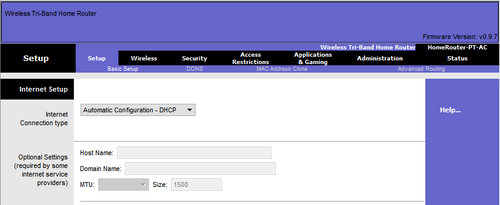 Wireless Tri-Band Home Router
Firmware Version: v0.9.7
Wireless Tri-Band Home Router HomeRouter-PT-AC
Setup
Setup Wireless Security Access Restrictions Applications & Gaming Administration Status
Basic Setup DDNS MAC Address Clone Advanced Routing
Internet Setup
Internet
Connection type
Automatic Configuration - DHCP
Help...
Optional Settings
(required by some
internet service
providers)
Host Name:
Domain Name:
MTU: Size: 1500